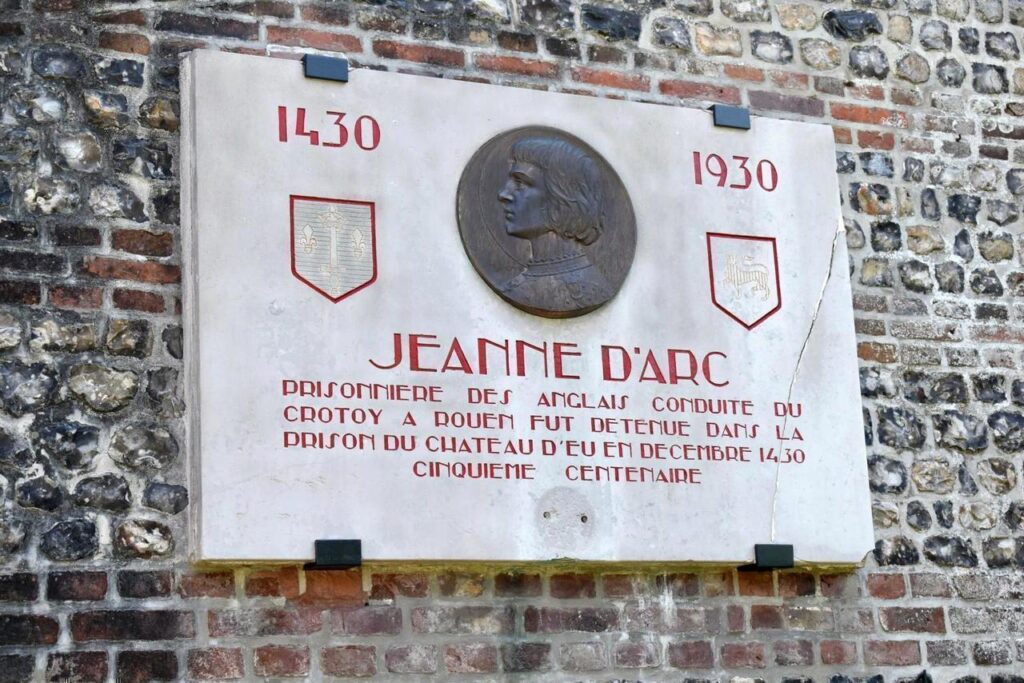 1430
1930
JEANNE D'ARC
PRISONNIERE DES ANGLAIS CONDUITE DU
CROTOY A ROUEN FUT DETENUE DANS LA
PRISON DU CHATEAU D'EU EN DECEMBRE 1430
CINQUIEME CENTENAIRE